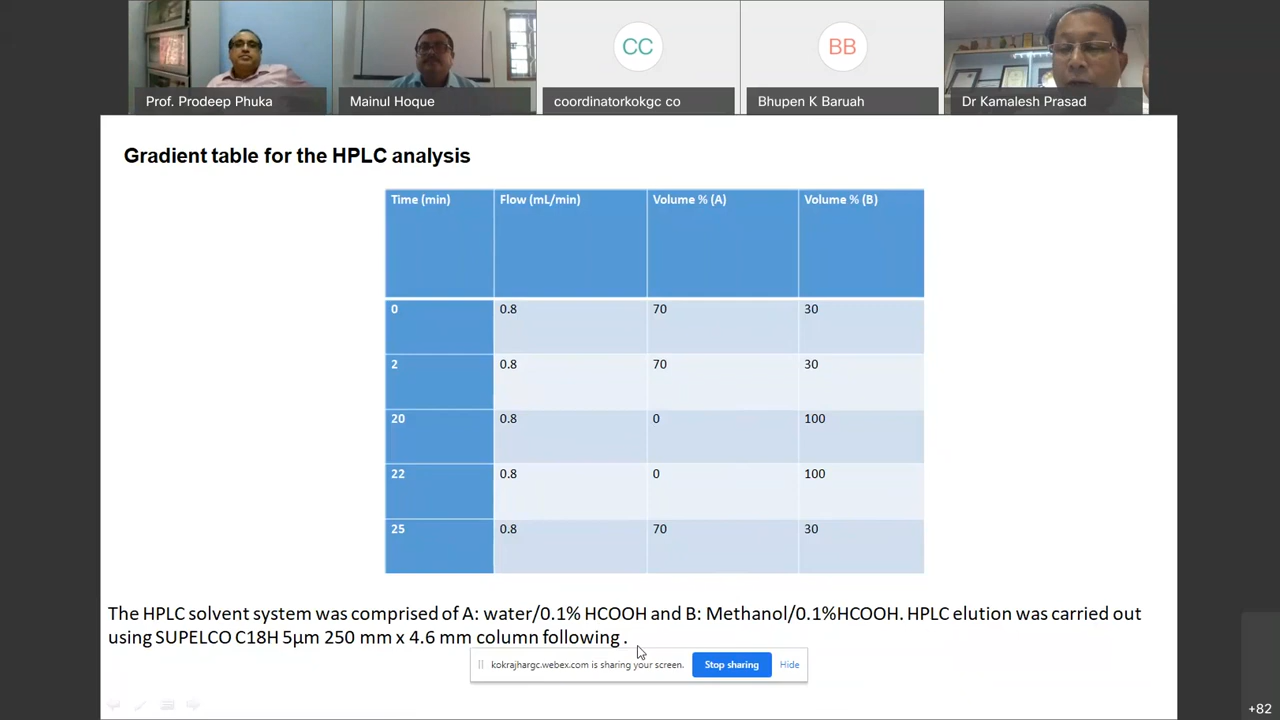 CC
BB
Prof. Prodeep Phuka
Mainul Hoque
coordinatorkokgc co
Bhupen K Baruah
Dr Kamalesh Prasad
Gradient table for the HPLC analysis
Time (min) Flow (mL/min) Volume % (A) Volume % (B)
0 0.8 70 30
2 0.8 70 30
20 0.8 0 100
22 0.8 0 100
25 0.8 70 30
The HPLC solvent system was comprised of A: water/0.1% HCOOH and B: Methanol/0.1%HCOOH. HPLC elution was carried out
using SUPELCO C18H 5µm 250 mm x 4.6 mm column following .
kokrajhargc.webex.com is sharing your screen. Stop sharing Hide
+82